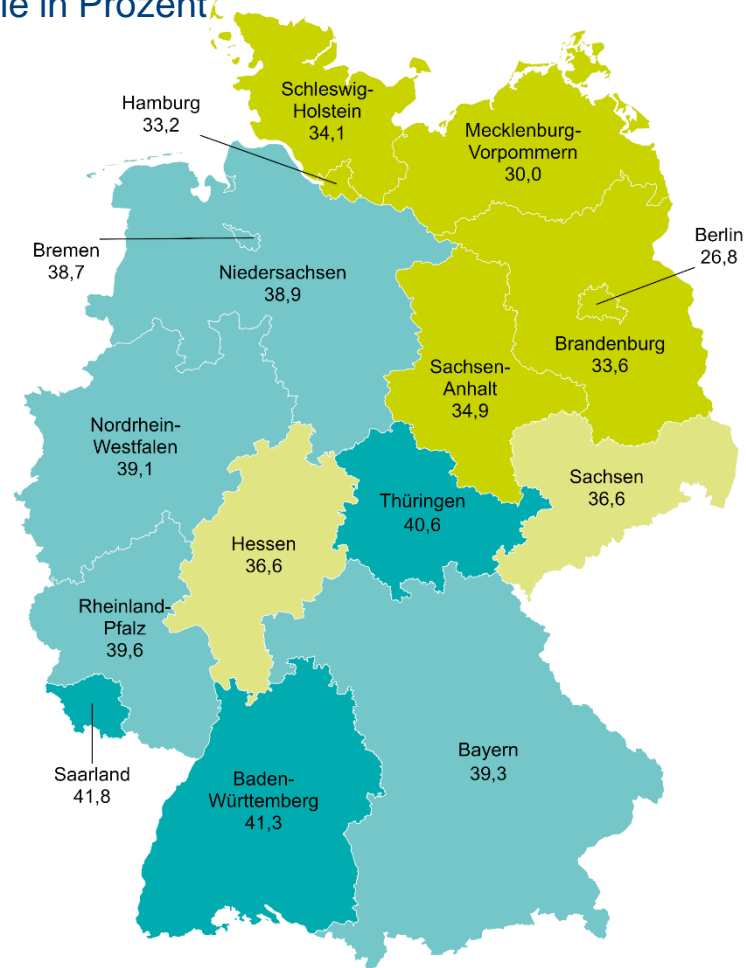 le in Prozent
Schleswig-
Holstein
34,1
Hamburg
33,2
Mecklenburg-
Vorpommern
30,0
Bremen
38,7
Niedersachsen
38,9
Berlin
26,8
Brandenburg
33,6
Sachsen-
Anhalt
34,9
Nordrhein-
Westfalen
39,1
Sachsen
36,6
Thüringen
40,6
Hessen
36,6
Rheinland-
Pfalz
39,6
Saarland
41,8
Baden-
Württemberg
41,3
Bayern
39,3